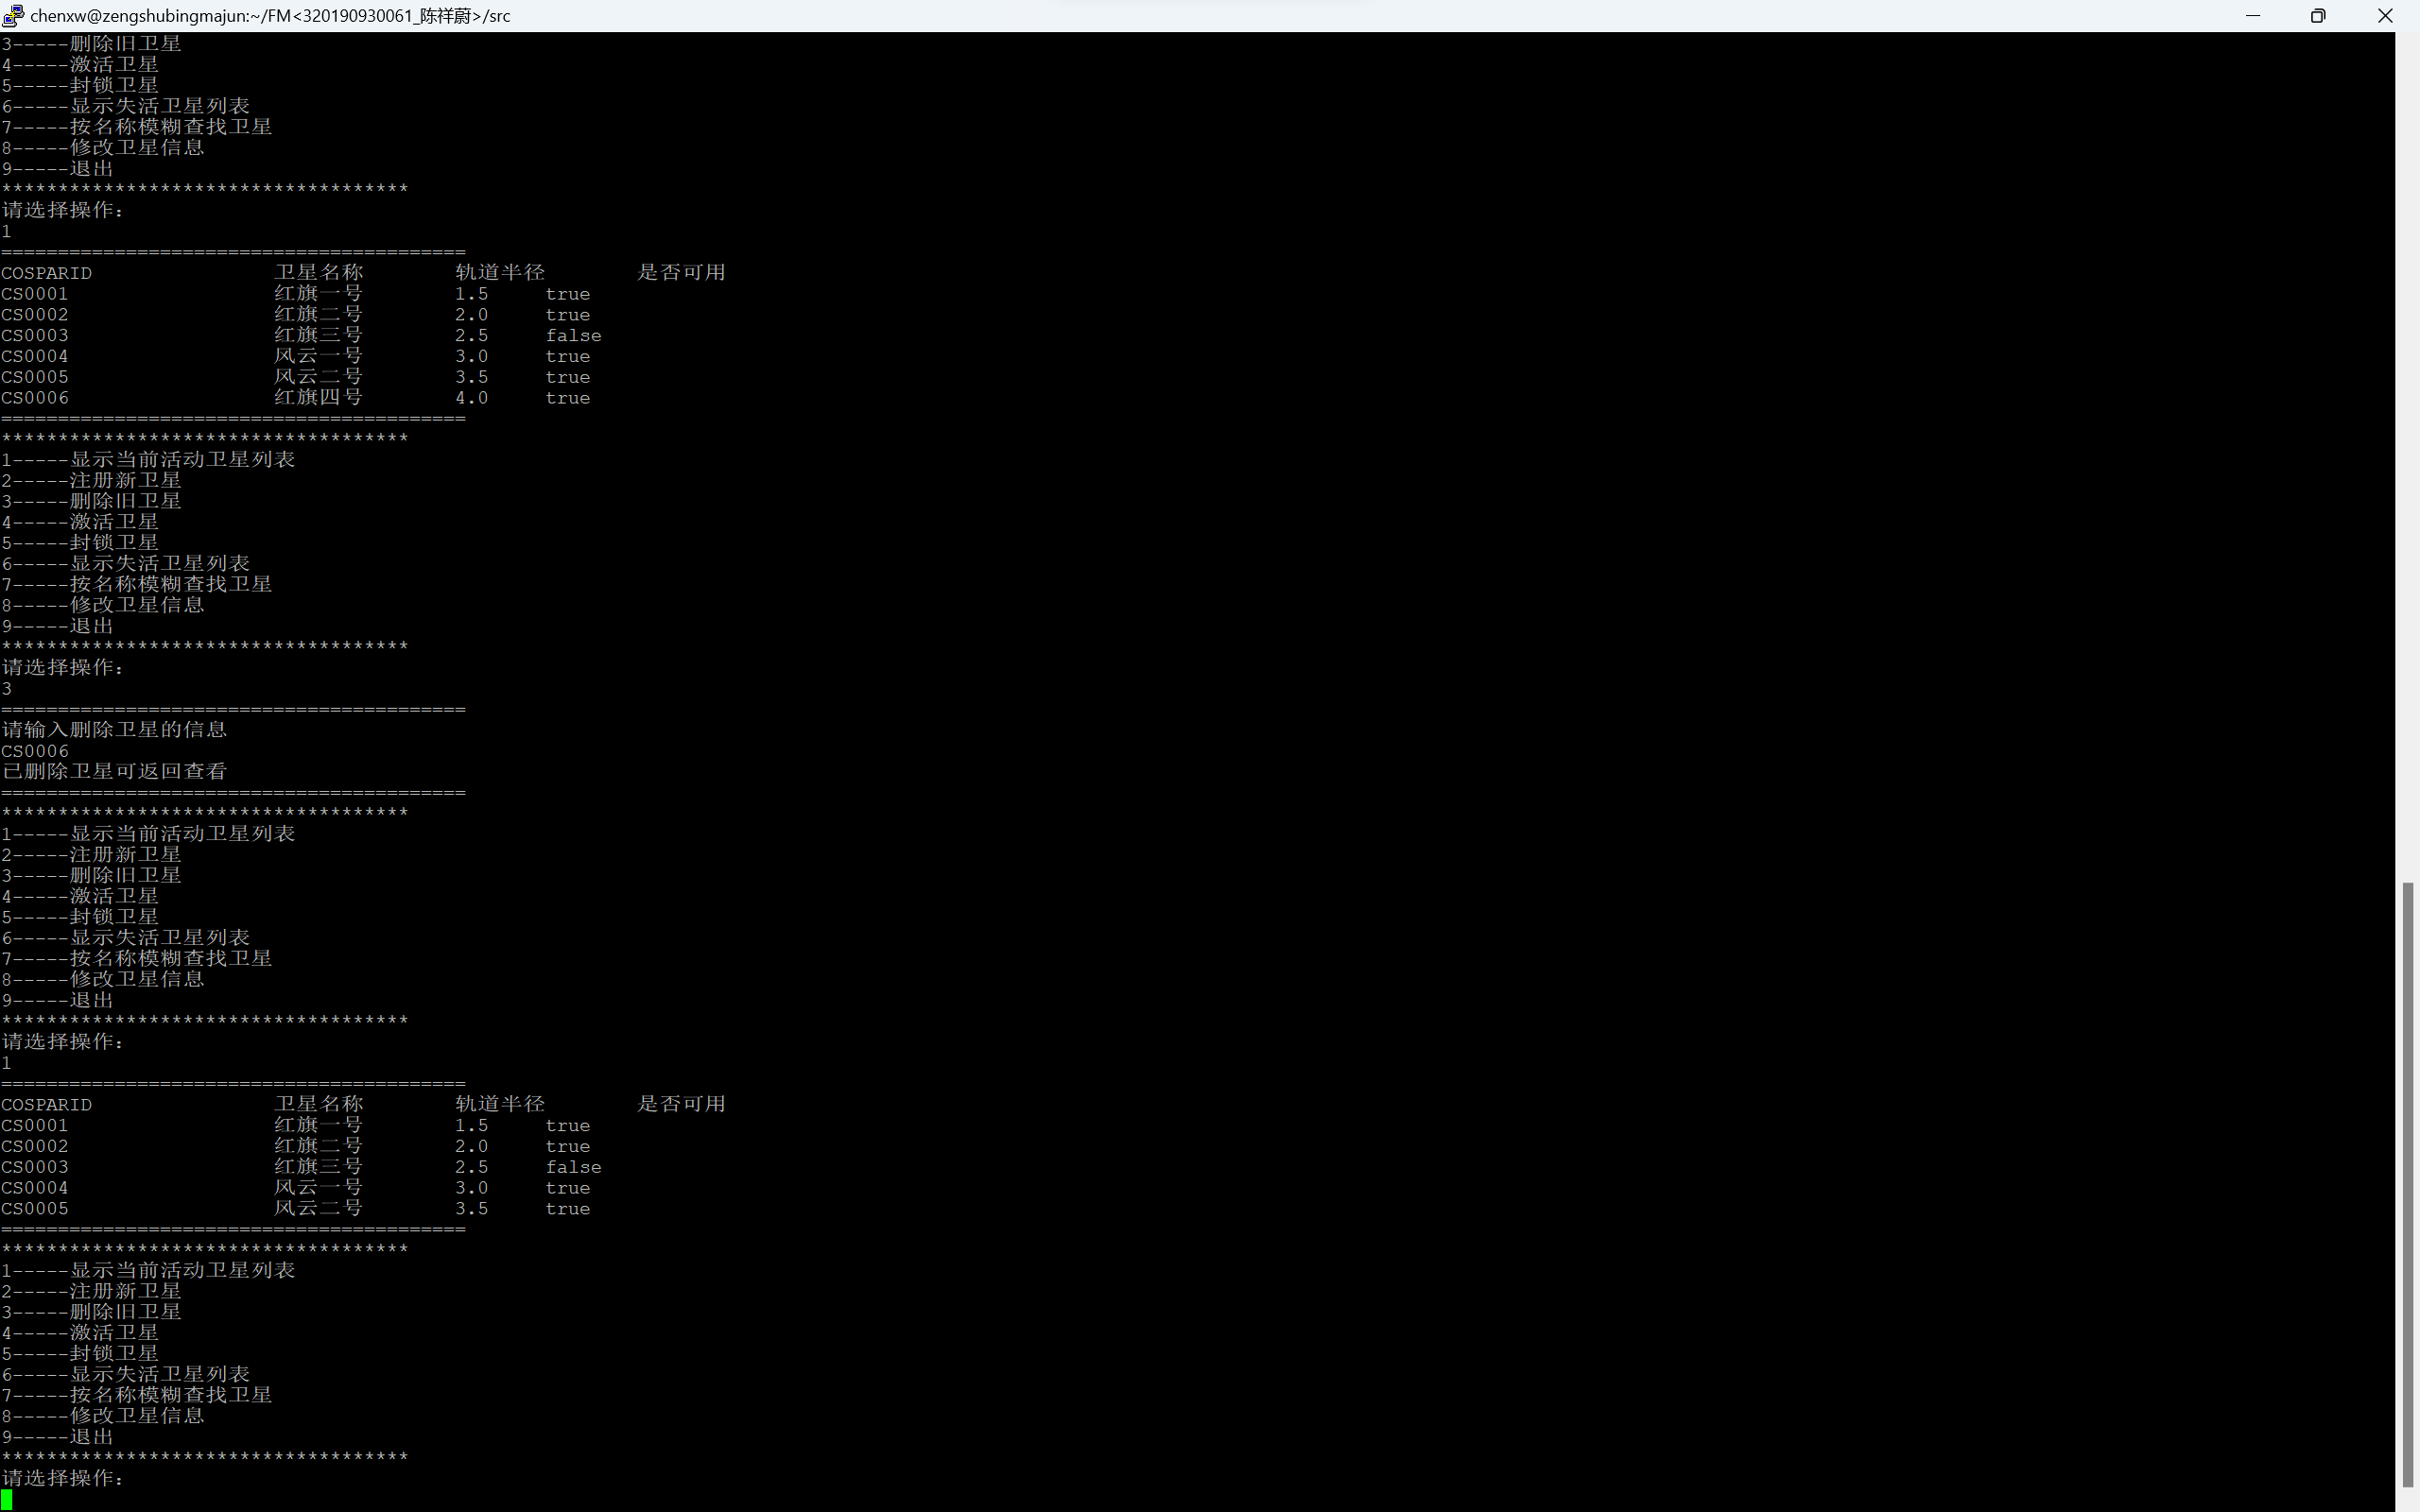 chenxw@zengshubingmajun:~/FM<320190930061_陈祥蔚>/src
3-----删除旧卫星
4-----激活卫星
5-----封锁卫星
6-----显示失活卫星列表
7-----按名称模糊查找卫星
8-----修改卫星信息
9-----退出
************************************
请选择操作：
1
=========================================
COSPARID 卫星名称 轨道半径 是否可用
CS0001 红旗一号 1.5 true
CS0002 红旗二号 2.0 true
CS0003 红旗三号 2.5 false
CS0004 风云一号 3.0 true
CS0005 风云二号 3.5 true
CS0006 红旗四号 4.0 true
=========================================
************************************
1-----显示当前活动卫星列表
2-----注册新卫星
3-----删除旧卫星
4-----激活卫星
5-----封锁卫星
6-----显示失活卫星列表
7-----按名称模糊查找卫星
8-----修改卫星信息
9-----退出
************************************
请选择操作：
3
=========================================
请输入删除卫星的信息
CS0006
已删除卫星可返回查看
=========================================
************************************
1-----显示当前活动卫星列表
2-----注册新卫星
3-----删除旧卫星
4-----激活卫星
5-----封锁卫星
6-----显示失活卫星列表
7-----按名称模糊查找卫星
8-----修改卫星信息
9-----退出
************************************
请选择操作：
1
=========================================
COSPARID 卫星名称 轨道半径 是否可用
CS0001 红旗一号 1.5 true
CS0002 红旗二号 2.0 true
CS0003 红旗三号 2.5 false
CS0004 风云一号 3.0 true
CS0005 风云二号 3.5 true
=========================================
************************************
1-----显示当前活动卫星列表
2-----注册新卫星
3-----删除旧卫星
4-----激活卫星
5-----封锁卫星
6-----显示失活卫星列表
7-----按名称模糊查找卫星
8-----修改卫星信息
9-----退出
************************************
请选择操作：